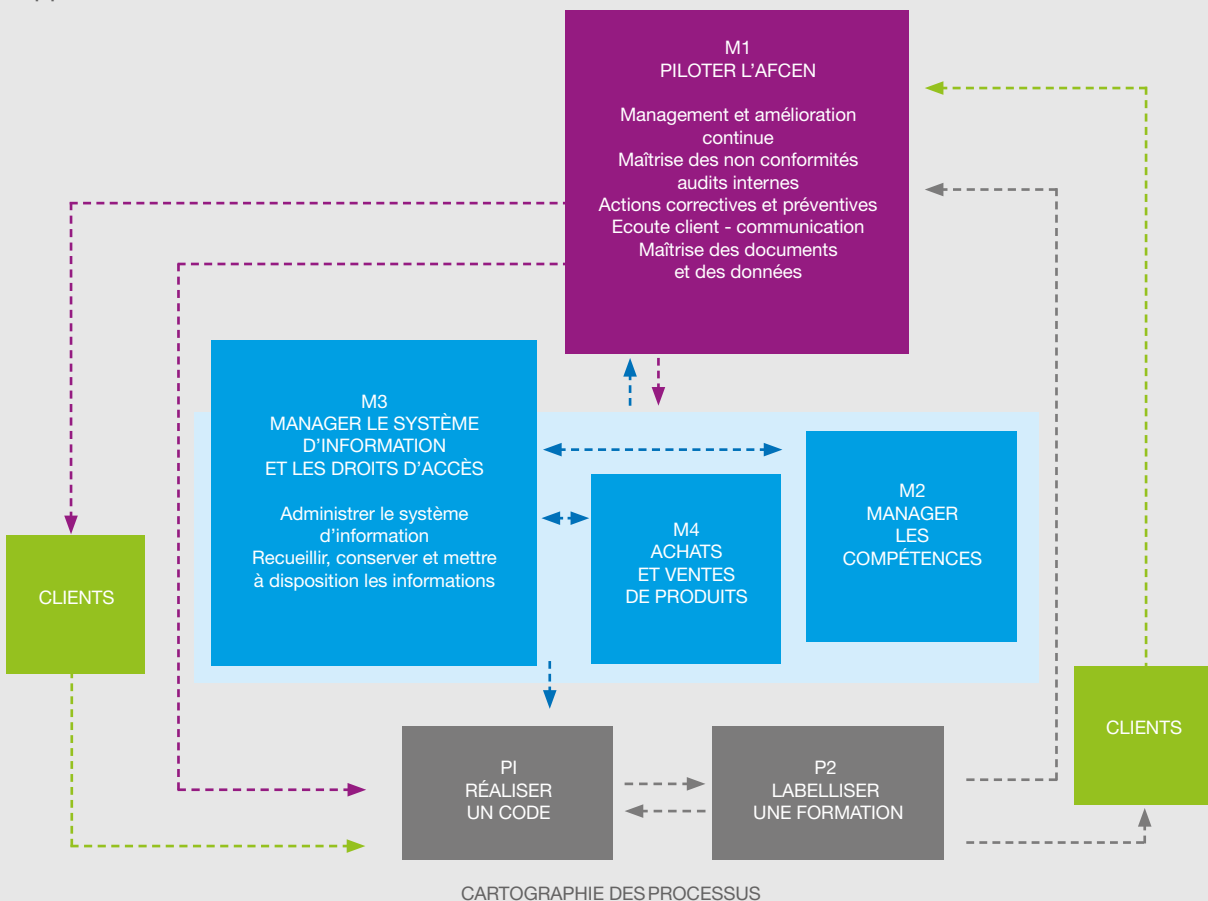 M1
PILOTER L'AFCEN
Management et amélioration
continue
Maîtrise des non conformités
audits internes
Actions correctives et préventives
Ecoute client - communication
Maîtrise des documents
et des données
M3
MANAGER LE SYSTÈME
D'INFORMATION
ET LES DROITS D'ACCÈS
Administrer le système
d'information
Recueillir, conserver et mettre
à disposition les informations
M4
ACHATS
ET VENTES
DE PRODUITS
M2
MANAGER
LES
COMPÉTENCES
CLIENTS
CLIENTS
PI
RÉALISER
UN CODE
P2
LABELLISER
UNE FORMATION
CARTOGRAPHIE DES PROCESSUS